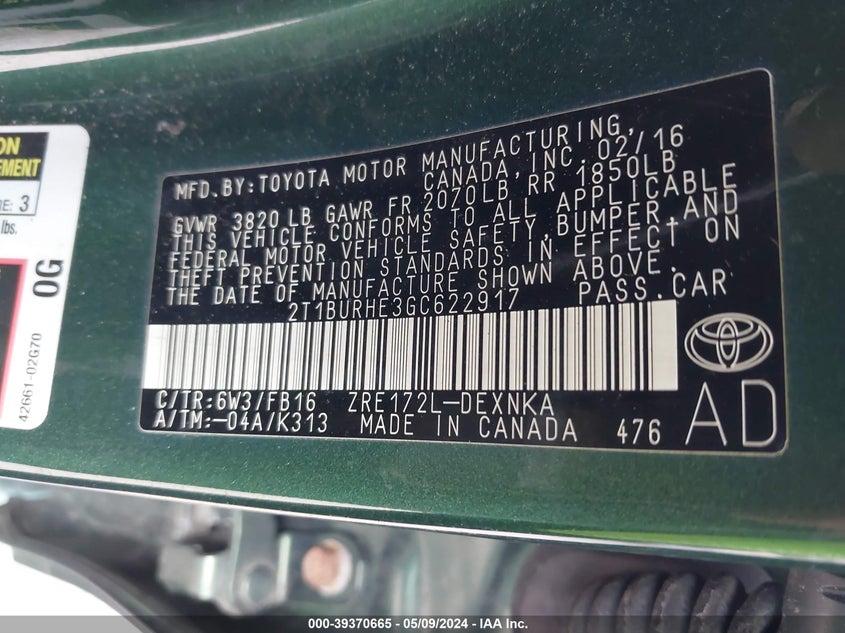 MFD. BY: TOYOTA MOTOR MANUFACTURING,
CANADA, INC. 02/16
GVWR 3820 LB GAWR FR 2070LB RR 1850LB
THIS VEHICLE CONFORMS TO ALL APPLICABLE
FEDERAL MOTOR VEHICLE SAFETY, BUMPER, AND
THEFT PREVENTION STANDARDS IN EFFECT ON
THE DATE OF MANUFACTURE SHOWN ABOVE.
2T1BURHE3GC622917 PASS. CAR
C/TR: 6W3/FB16 ZRE172L-DEXNKA
A/TM: -04A/K313 MADE IN CANADA 476
AD
3
lbs.
0G
42661-02G70
000-39370665 - 05/09/2024 - IAA Inc.